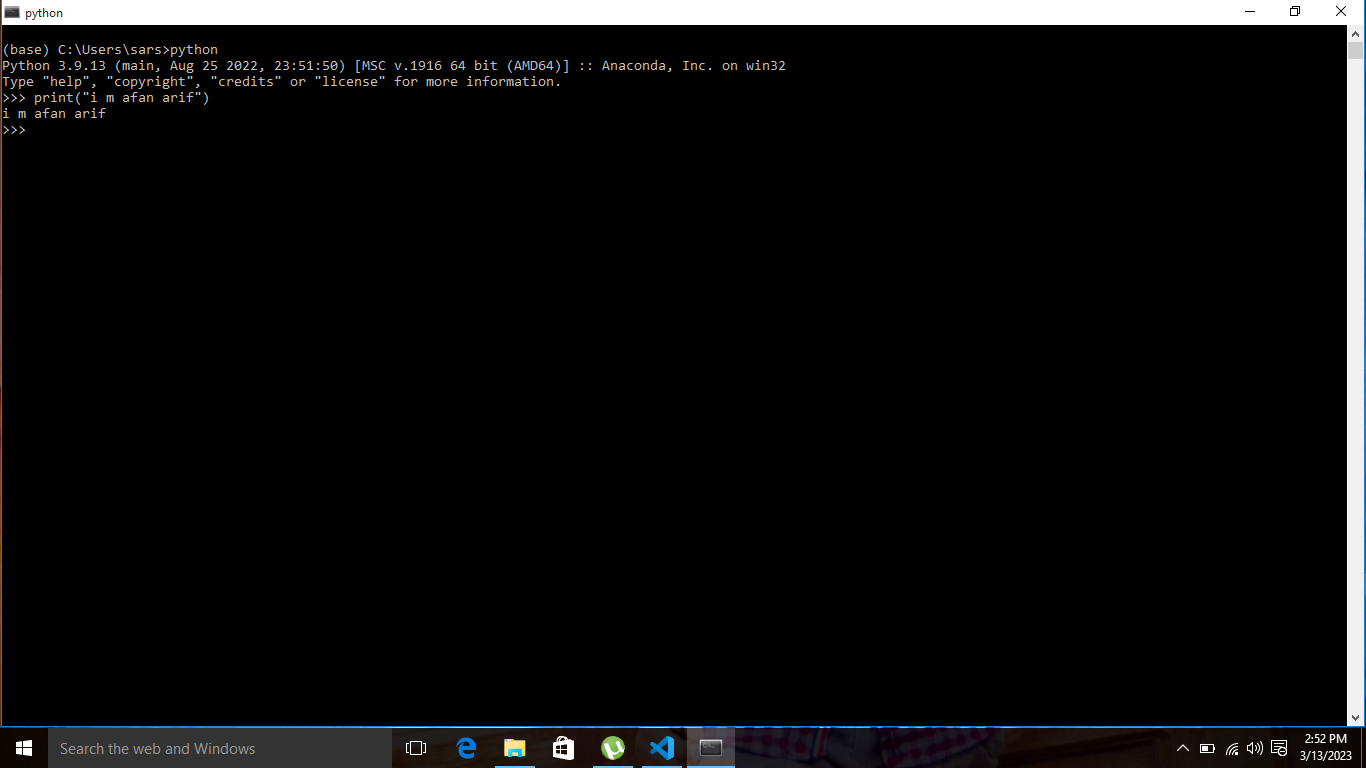 python
(base) C:\Users\sars>python
Python 3.9.13 (main, Aug 25 2022, 23:51:50) [MSC v.1916 64 bit (AMD64)] :: Anaconda, Inc. on win32
Type "help", "copyright", "credits" or "license" for more information.
>>> print("i m afan arif")
i m afan arif
>>>
Search the web and Windows
2:52 PM
3/13/2023